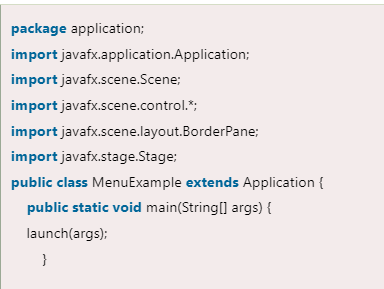 package application;
import javafx.application.Application;
import javafx.scene.Scene;
import javafx.scene.control.*;
import javafx.scene.layout.BorderPane;
import javafx.stage.Stage;
public class MenuExample extends Application {
public static void main(String[] args) {
launch(args);
}